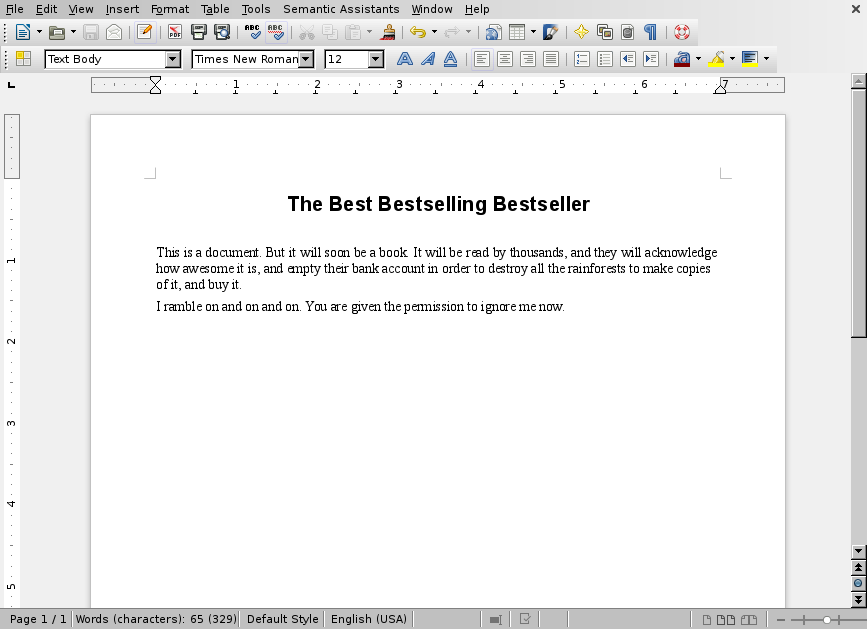 File Edit View Insert Format Table Tools Semantic Assistants Window Help
PDF ABC ABC
Text Body Times New Roman 12
1 2 3 4 5 6 7
The Best Bestselling Bestseller
This is a document. But it will soon be a book. It will be read by thousands, and they will acknowledge
how awesome it is, and empty their bank account in order to destroy all the rainforests to make copies
of it, and buy it.
I ramble on and on and on. You are given the permission to ignore me now.
1
2
3
4
5
Page 1 / 1 Words (characters): 65 (329) Default Style English (USA)